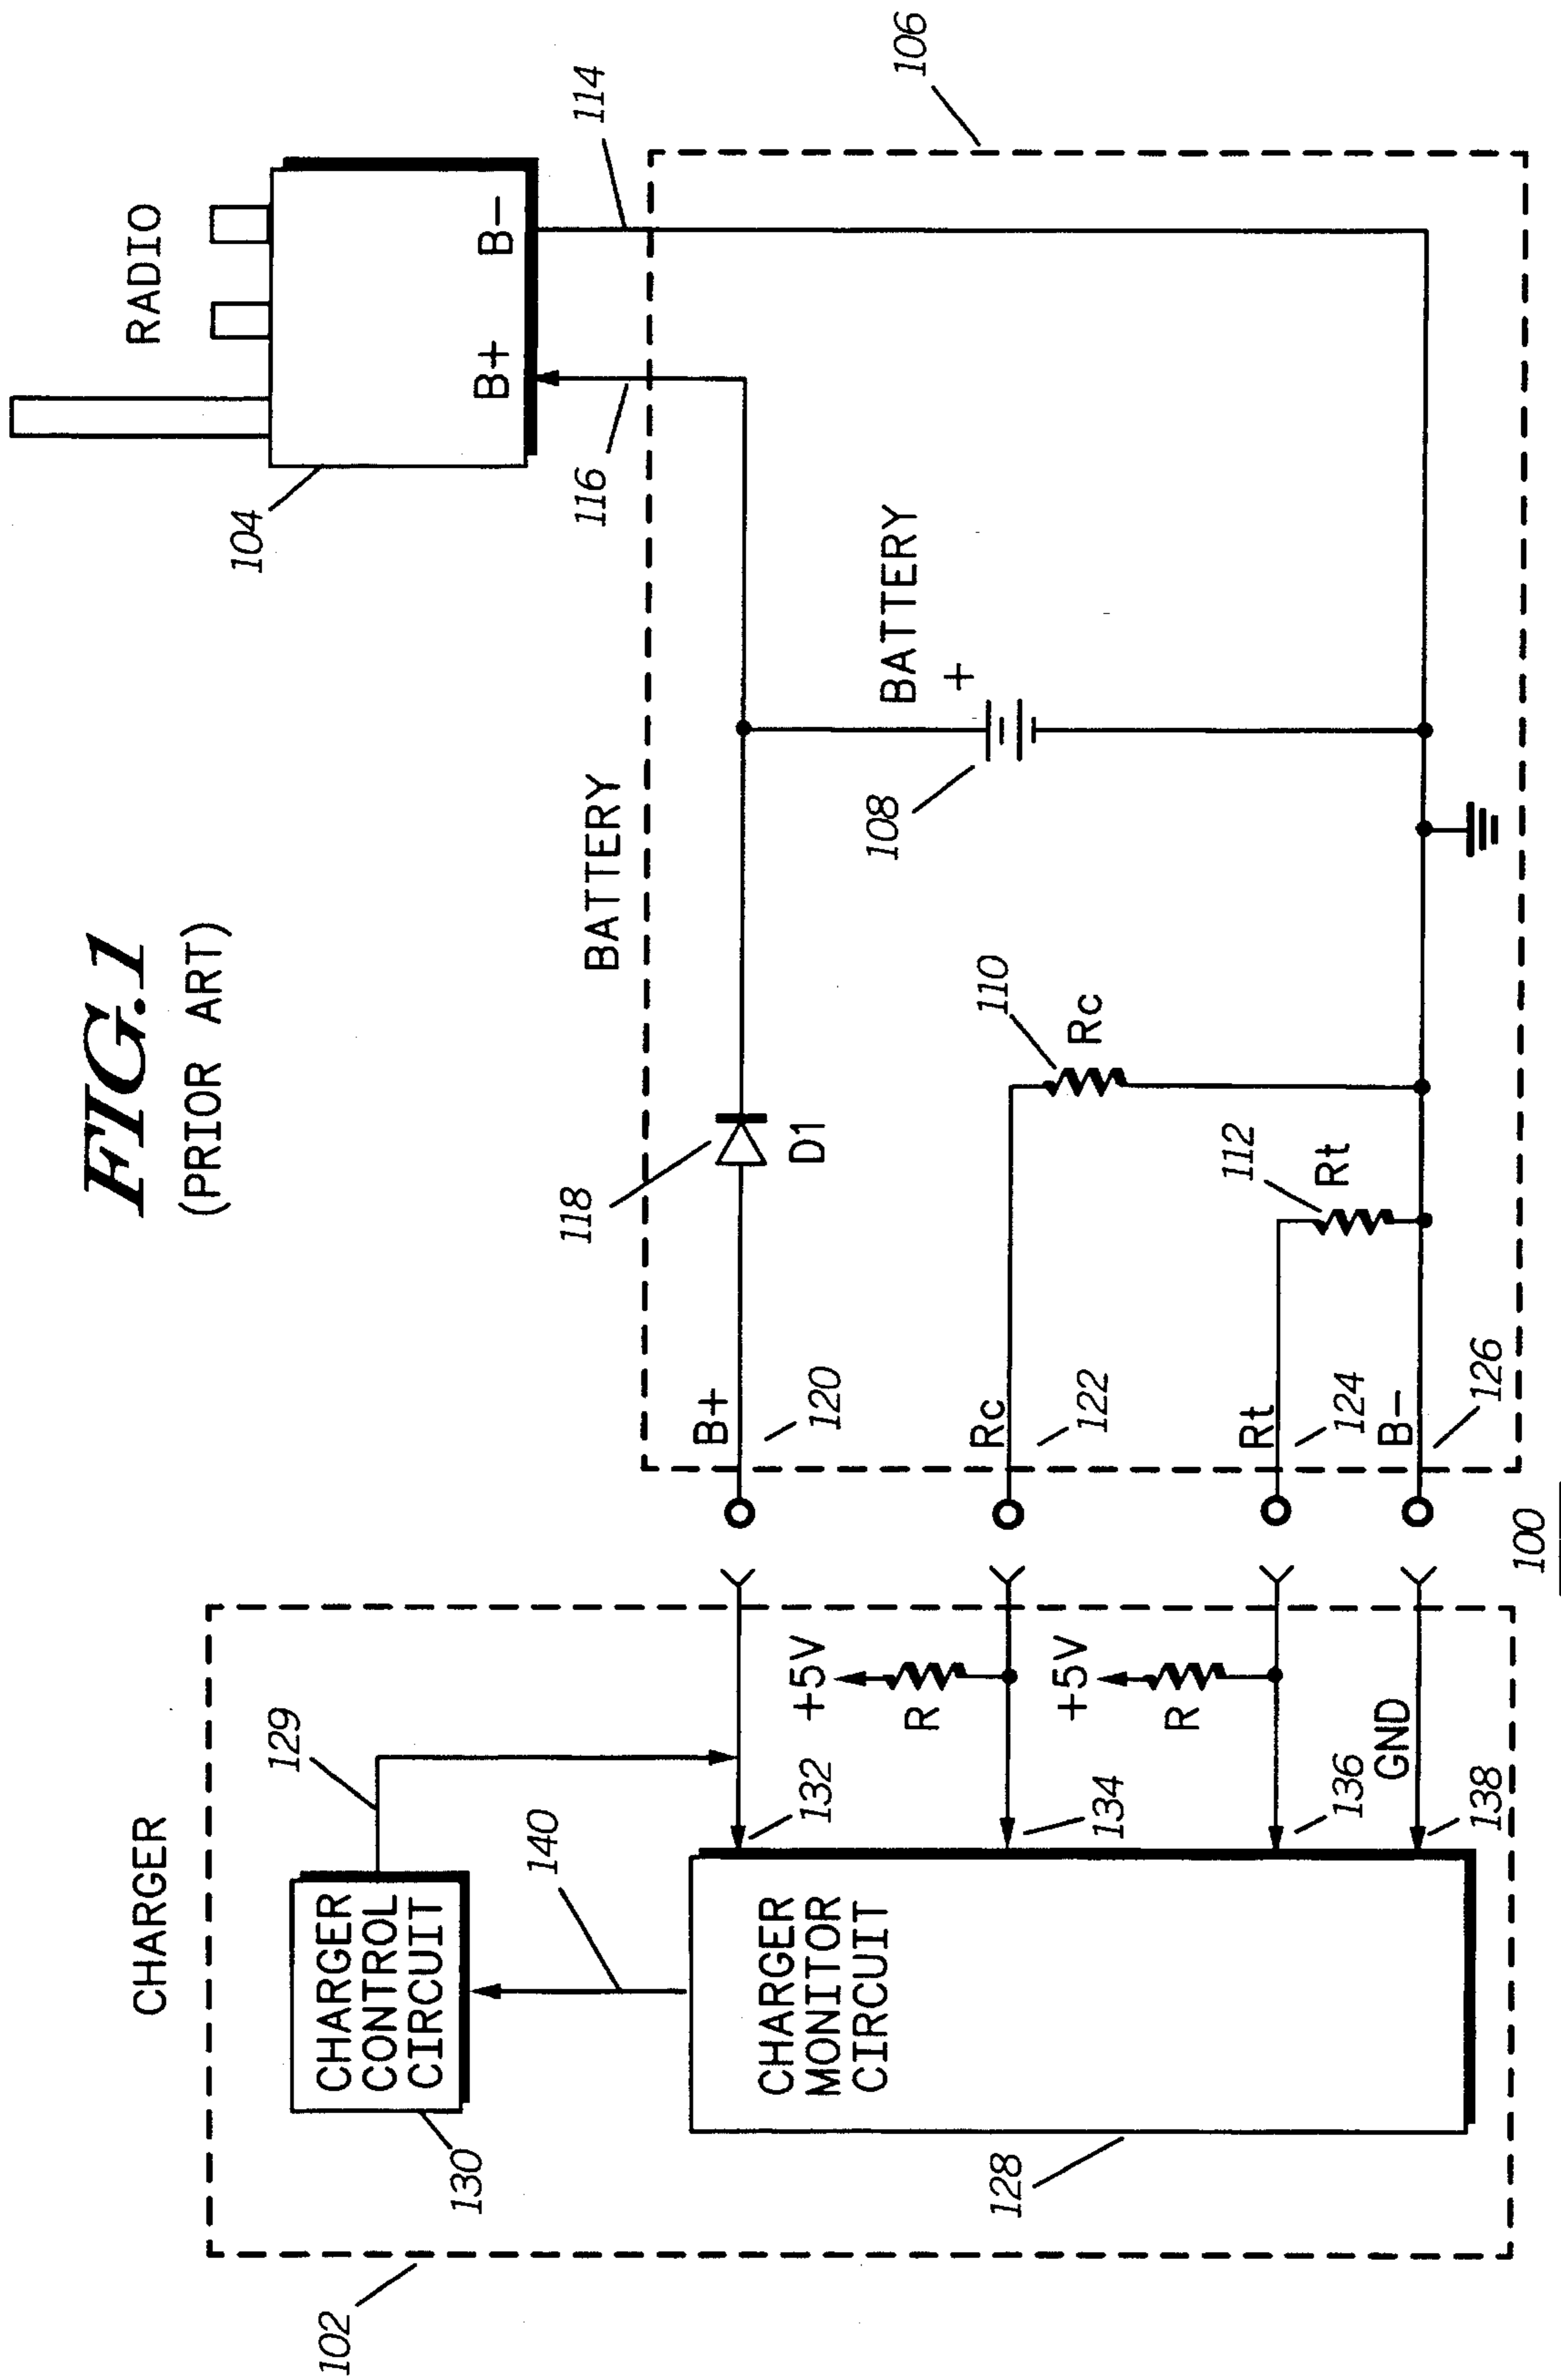 FIG.1
(PRIOR ART)
CHARGER
102
CHARGER
CONTROL
CIRCUIT
130
129
140
CHARGER
MONITOR
CIRCUIT
128
132
134
136
138
+5V
R
+5V
R
GND
BATTERY
B+
120
Rc
122
Rt
124
B-
126
118
D1
110
Rc
112
Rt
BATTERY
+
108
106
RADIO
104
B+
B-
116
114
100